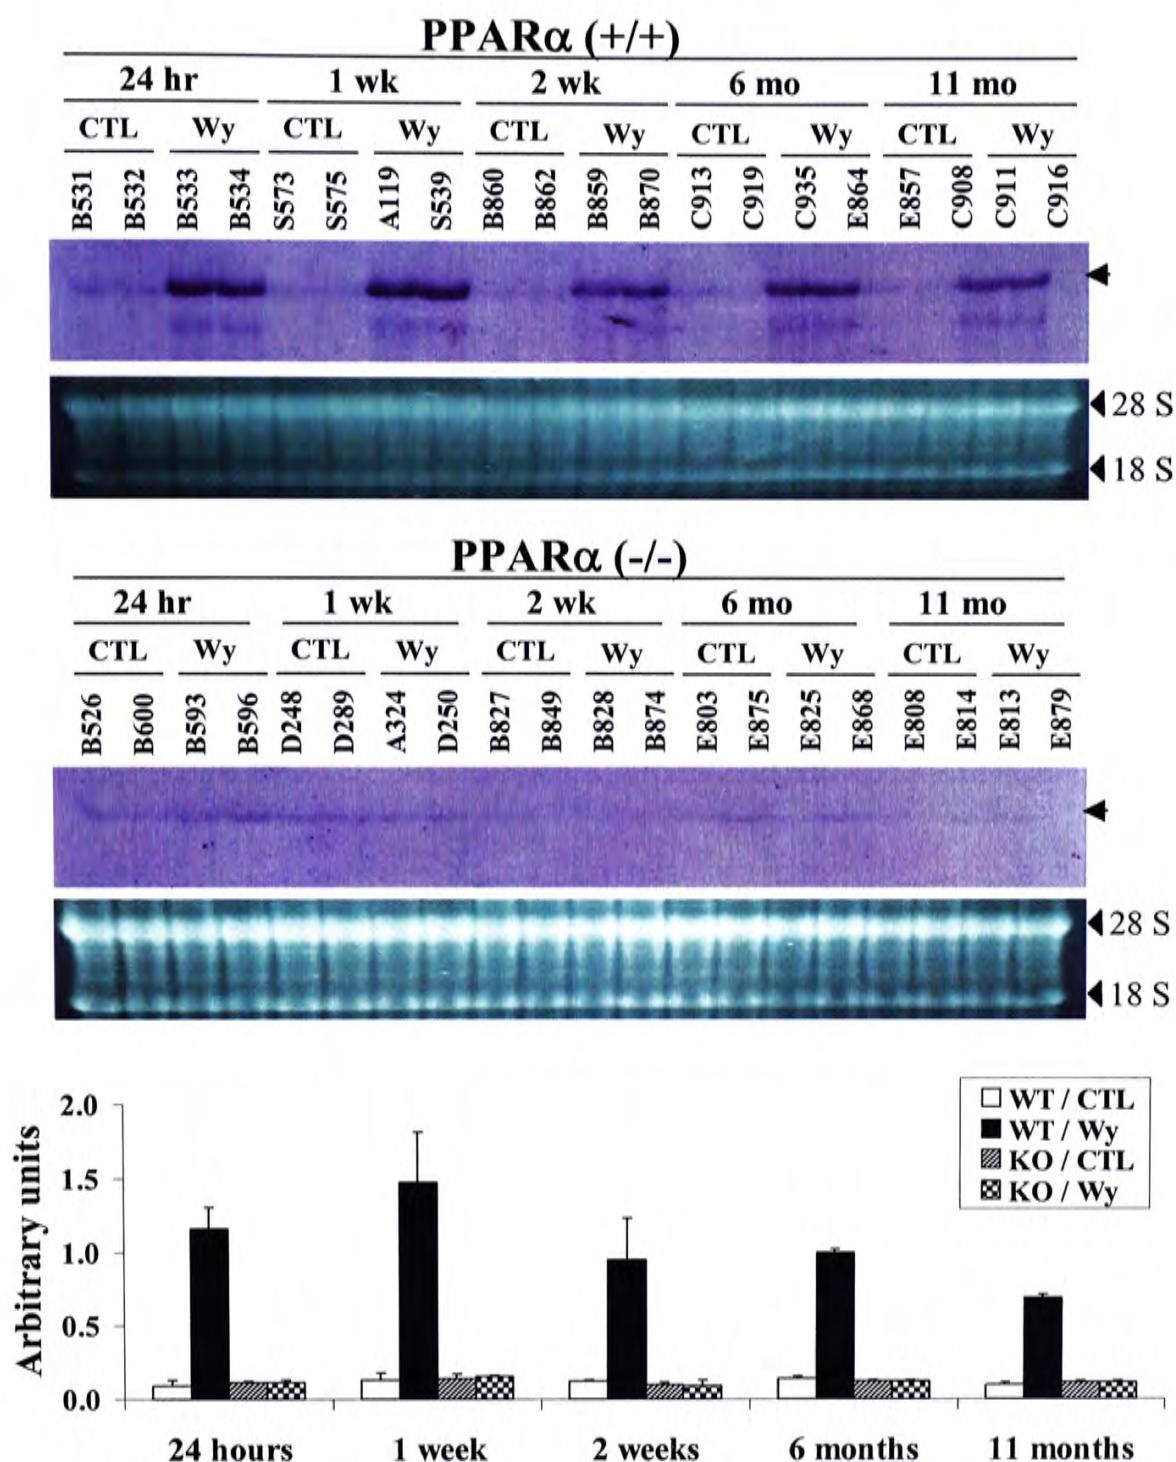 PPARα (+/+)
24 hr 1 wk 2 wk 6 mo 11 mo
CTL Wy CTL Wy CTL Wy CTL Wy CTL Wy
B531 B532 B533 B534 S573 S575 A119 S539 B860 B862 B859 B870 C913 C919 C935 E864 E857 C908 C911 C916
28 S
18 S
PPARα (-/-)
24 hr 1 wk 2 wk 6 mo 11 mo
CTL Wy CTL Wy CTL Wy CTL Wy CTL Wy
B526 B600 B593 B596 D248 D289 A324 D250 B827 B849 B828 B874 E803 E875 E825 E868 E808 E814 E813 E879
28 S
18 S
Arbitrary units
2.0
1.5
1.0
0.5
0.0
WT / CTL
WT / Wy
KO / CTL
KO / Wy
24 hours 1 week 2 weeks 6 months 11 months